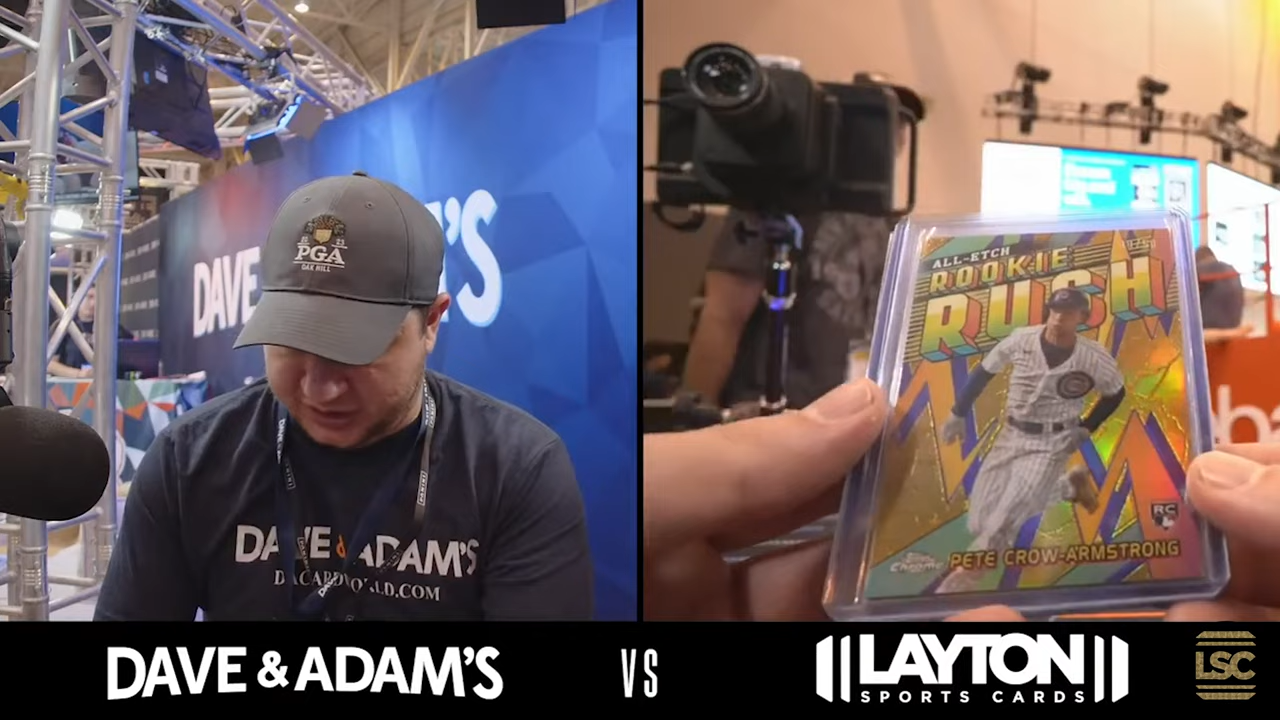 DAVE
'S
PGA
OAK HILL
DAVE & ADAM'S
DACARDWORLD.COM
ALL-ETCH
ROOKIE
RUSH
RC
Topps
Chrome
PETE CROW-ARMSTRONG
DAVE & ADAM'S
VS
LAYTON
SPORTS CARDS
LSC